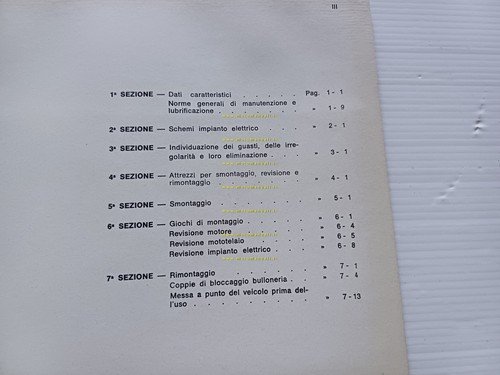 III
1ª SEZIONE — Dati caratteristici . . . . . Pag. 1 - 1
Norme generali di manutenzione e
lubrificazione . . . . . . . » 1 - 9
2ª SEZIONE — Schemi impianto elettrico . . . » 2 - 1
3ª SEZIONE — Individuazione dei guasti, delle irre-
golarità e loro eliminazione . . . » 3 - 1
4ª SEZIONE — Attrezzi per smontaggio, revisione e
rimontaggio . . . . . . . » 4 - 1
5ª SEZIONE — Smontaggio . . . . . . . » 5 - 1
6ª SEZIONE — Giochi di montaggio . . . . . » 6 - 1
Revisione motore . . . . . . » 6 - 4
Revisione mototelaio . . . . . » 6 - 5
Revisione impianto elettrico . . . . » 6 - 8
7ª SEZIONE — Rimontaggio . . . . . . » 7 - 1
Coppie di bloccaggio bulloneria . . » 7 - 4
Messa a punto del veicolo prima del-
l'uso . . . . . . . . . » 7 - 13